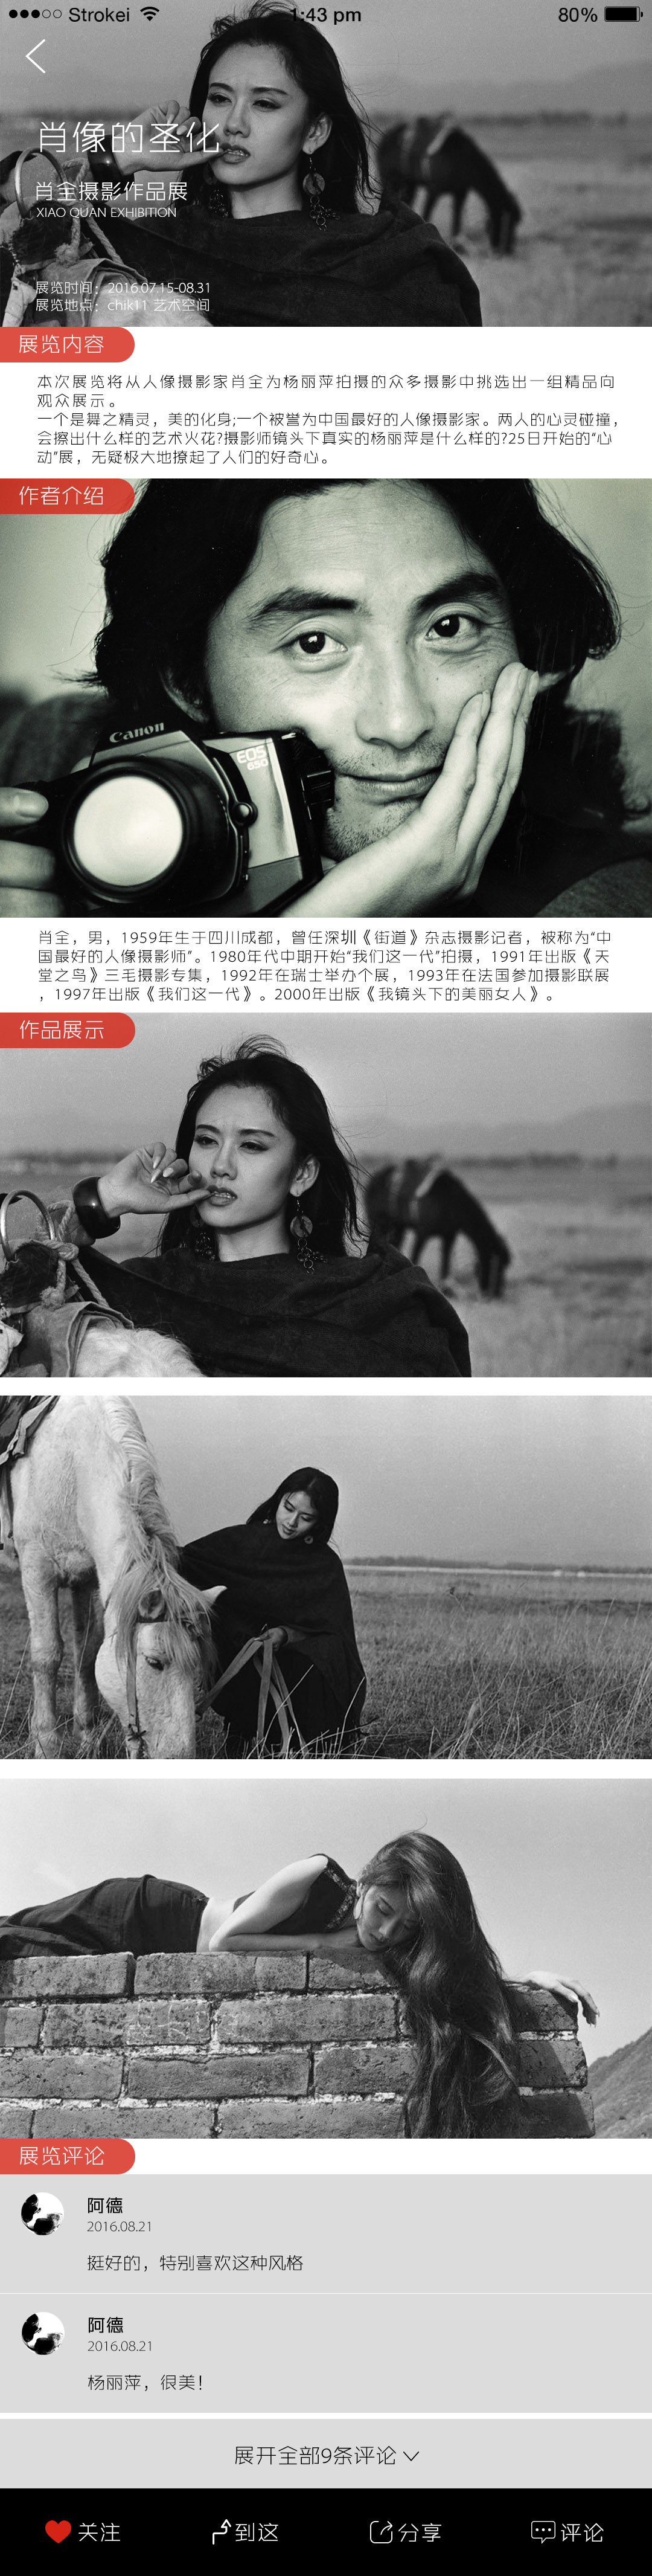 Strokei 1:43 pm 80%
肖像的圣化
肖全摄影作品展
XIAO QUAN EXHIBITION
展览时间：2016.07.15-08.31
展览地点：chik11 艺术空间
展览内容
本次展览将从人像摄影家肖全为杨丽萍拍摄的众多摄影中挑选出一组精品向
观众展示。
一个是舞之精灵，美的化身;一个被誉为中国最好的人像摄影家。两人的心灵碰撞，
会擦出什么样的艺术火花?摄影师镜头下真实的杨丽萍是什么样的?25日开始的“心
动”展，无疑极大地撩起了人们的好奇心。
作者介绍
Canon
EOS
650
肖全，男，1959年生于四川成都，曾任深圳《街道》杂志摄影记者，被称为“中
国最好的人像摄影师”。1980年代中期开始“我们这一代”拍摄，1991年出版《天
堂之鸟》三毛摄影专集，1992年在瑞士举办个展，1993年在法国参加摄影联展
，1997年出版《我们这一代》。2000年出版《我镜头下的美丽女人》。
作品展示
展览评论
阿德
2016.08.21
挺好的，特别喜欢这种风格
阿德
2016.08.21
杨丽萍，很美！
展开全部9条评论
关注 到这 分享 评论